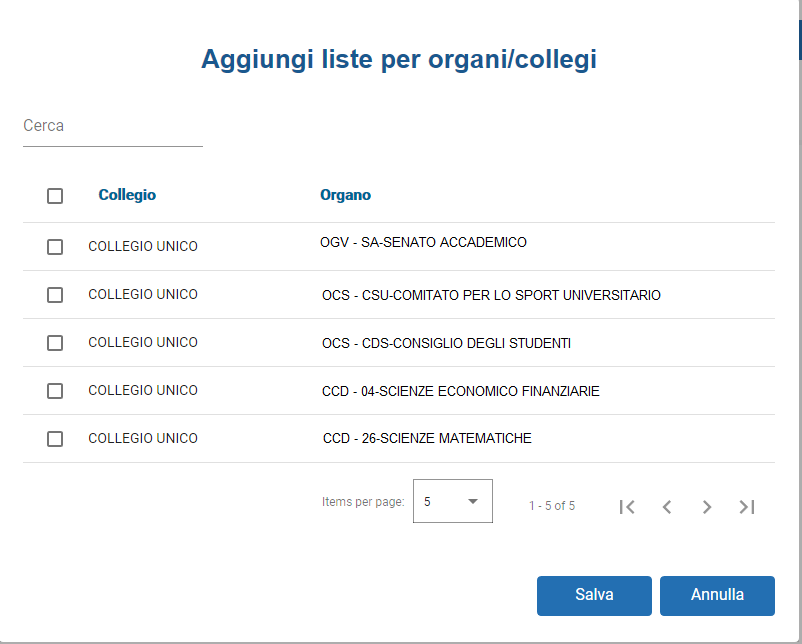 Aggiungi liste per organi/collegi
Cerca
Collegio Organo
COLLEGIO UNICO OGV - SA-SENATO ACCADEMICO
COLLEGIO UNICO OCS - CSU-COMITATO PER LO SPORT UNIVERSITARIO
COLLEGIO UNICO OCS - CDS-CONSIGLIO DEGLI STUDENTI
COLLEGIO UNICO CCD - 04-SCIENZE ECONOMICO FINANZIARIE
COLLEGIO UNICO CCD - 26-SCIENZE MATEMATICHE
Items per page: 5 1 - 5 of 5
Salva Annulla